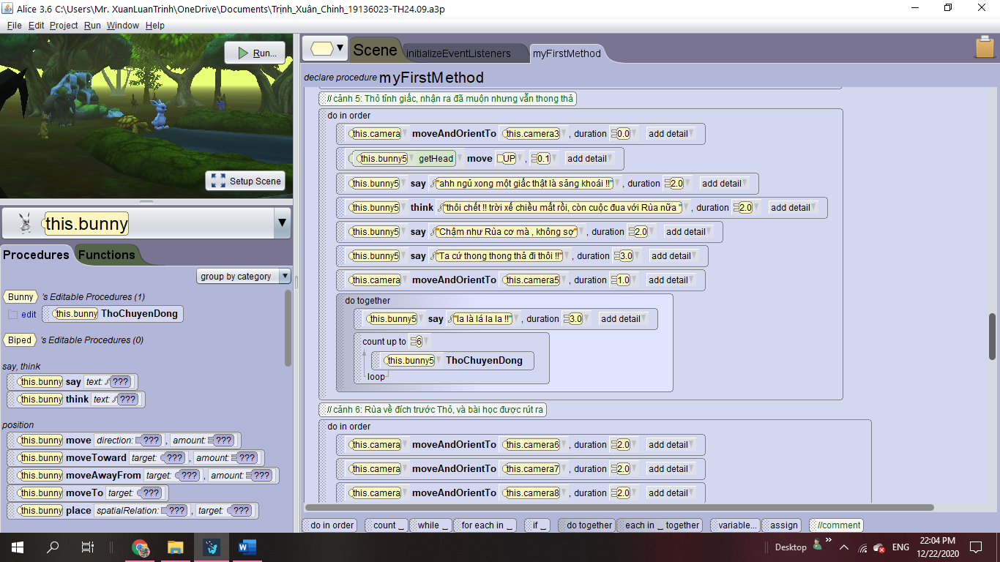 Alice 3.6 C:\Users\Mr. XuanLuanTrinh\OneDrive\Documents\Trịnh_Xuân_Chinh_19136023-TH24.09.a3p
File Edit Project Run Window Help
Run...
Setup Scene
this.bunny
Procedures Functions
group by category
Bunny 's Editable Procedures (1)
edit this.bunny ThoChuyenDong
Biped 's Editable Procedures (0)
say, think
this.bunny say text: ???
this.bunny think text: ???
position
this.bunny move direction: ??? , amount: ???
this.bunny moveToward target: ??? , amount: ???
this.bunny moveAwayFrom target: ??? , amount: ???
this.bunny moveTo target: ???
this.bunny place spatialRelation: ??? , target: ???
Scene initializeEventListeners myFirstMethod
declare procedure myFirstMethod
// cảnh 5: Thỏ tỉnh giấc, nhận ra đã muộn nhưng vẫn thong thả
do in order
this.camera moveAndOrientTo this.camera3 , duration 0.0 add detail
this.bunny5 getHead move UP , 0.1 add detail
this.bunny5 say "ahh ngủ xong một giấc thật là sảng khoái !!" , duration 2.0 add detail
this.bunny5 think "thôi chết !! trời xế chiều mất rồi, còn cuộc đua với Rùa nữa " , duration 2.0 add detail
this.bunny5 say "Chậm như Rùa cơ mà , không sợ" , duration 2.0 add detail
this.bunny5 say "Ta cứ thong thong thả đi thôi !!" , duration 3.0 add detail
this.camera moveAndOrientTo this.camera5 , duration 1.0 add detail
do together
this.bunny5 say "la là lá la la !!" , duration 3.0 add detail
count up to 6
this.bunny5 ThoChuyenDong
loop
// cảnh 6: Rùa về đích trước Thỏ, và bài học được rút ra
do in order
this.camera moveAndOrientTo this.camera6 , duration 2.0 add detail
this.camera moveAndOrientTo this.camera7 , duration 2.0 add detail
this.camera moveAndOrientTo this.camera8 , duration 2.0 add detail
do in order count _ while _ for each in _ if _ do together each in _ together variable... assign //comment
Desktop ENG 22:04 PM
12/22/2020